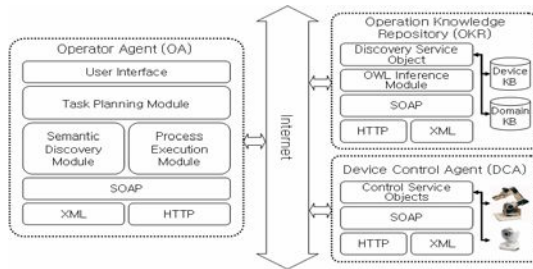 Operator Agent (OA)
User Interface
Task Planning Module
Semantic
Discovery
Module
Process
Execution
Module
SOAP
XML
HTTP
Internet
Operation Knowledge
Repository (OKR)
Discovery Service
Object
OWL Inference
Module
SOAP
HTTP
XML
Device
KB
Domain
KB
Device Control Agent (DCA)
Control Service
Objects
SOAP
HTTP
XML